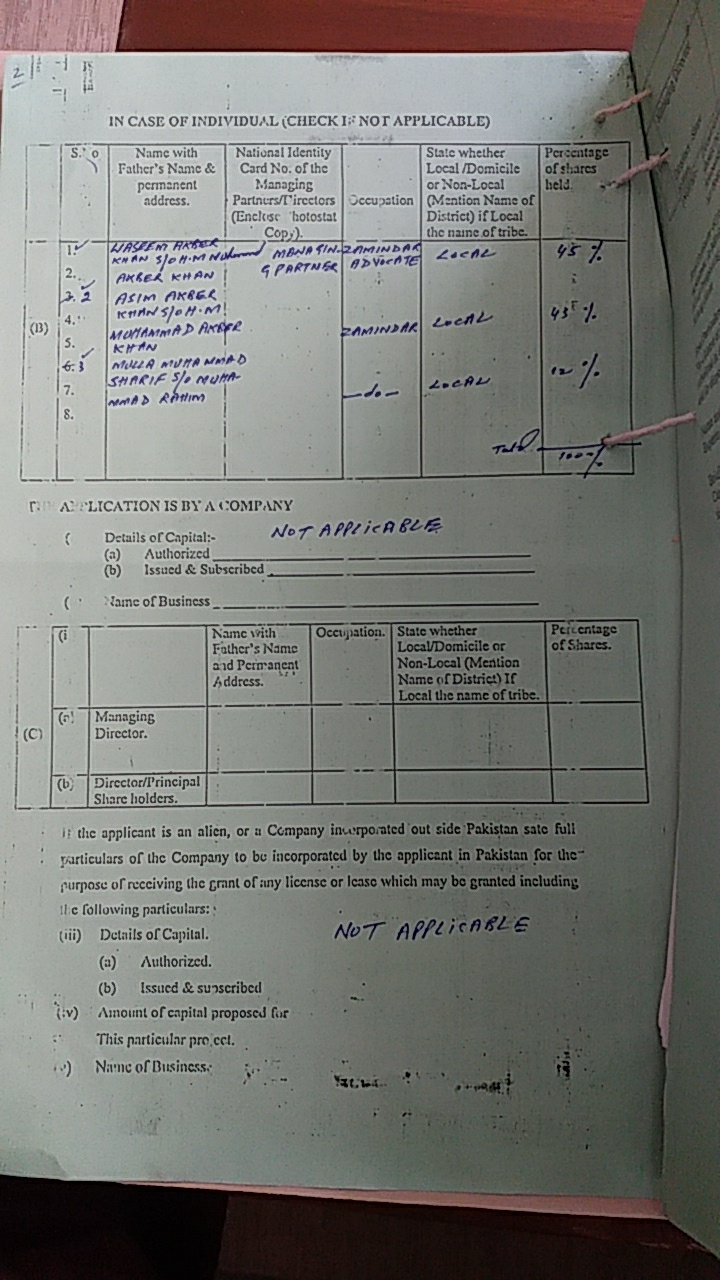 2
IN CASE OF INDIVIDUAL (CHECK IF NOT APPLICABLE)
S. o
Name with Father's Name & permanent address.
National Identity Card No. of the Managing Partners/Directors (Enclose hotostat Copy).
Occupation
State whether Local /Domicile or Non-Local (Mention Name of District) if Local the name of tribe.
Percentage of shares held.
(B)
1.
WASEEM AKBER
KHAN S/O H.M
AKBER KHAN
MENAGIN-
G PARTNER
ZAMINDAR
ADVOCATE
LOCAL
45 %
2.
3. 2
ASIM AKBER
KHAN S/O H.M
MUHAMMAD AKBER
KHAN
ZAMINDAR
LOCAL
43 %
4.
5.
6. 3
MULLA MUHAMMAD
SHARIF S/O MUHA-
MMAD RAHIM
—do—
LOCAL
12 %
7.
8.
Total
100%
APPLICATION IS BY A COMPANY
( Details of Capital:-
NOT APPLICABLE
(a) Authorized
(b) Issued & Subscribed
( Name of Business
(C)
(i
Name with Father's Name and Permanent Address.
Occupation.
State whether Local/Domicile or Non-Local (Mention Name of District) If Local the name of tribe.
Percentage of Shares.
(a) Managing Director.
(b) Director/Principal Share holders.
If the applicant is an alien, or a Company incorporated out side Pakistan sate full
particulars of the Company to be incorporated by the applicant in Pakistan for the
purpose of receiving the grant of any license or lease which may be granted including
the following particulars:
(iii) Details of Capital.
NOT APPLICABLE
(a) Authorized.
(b) Issued & subscribed
(iv) Amount of capital proposed for
This particular project.
Name of Business.